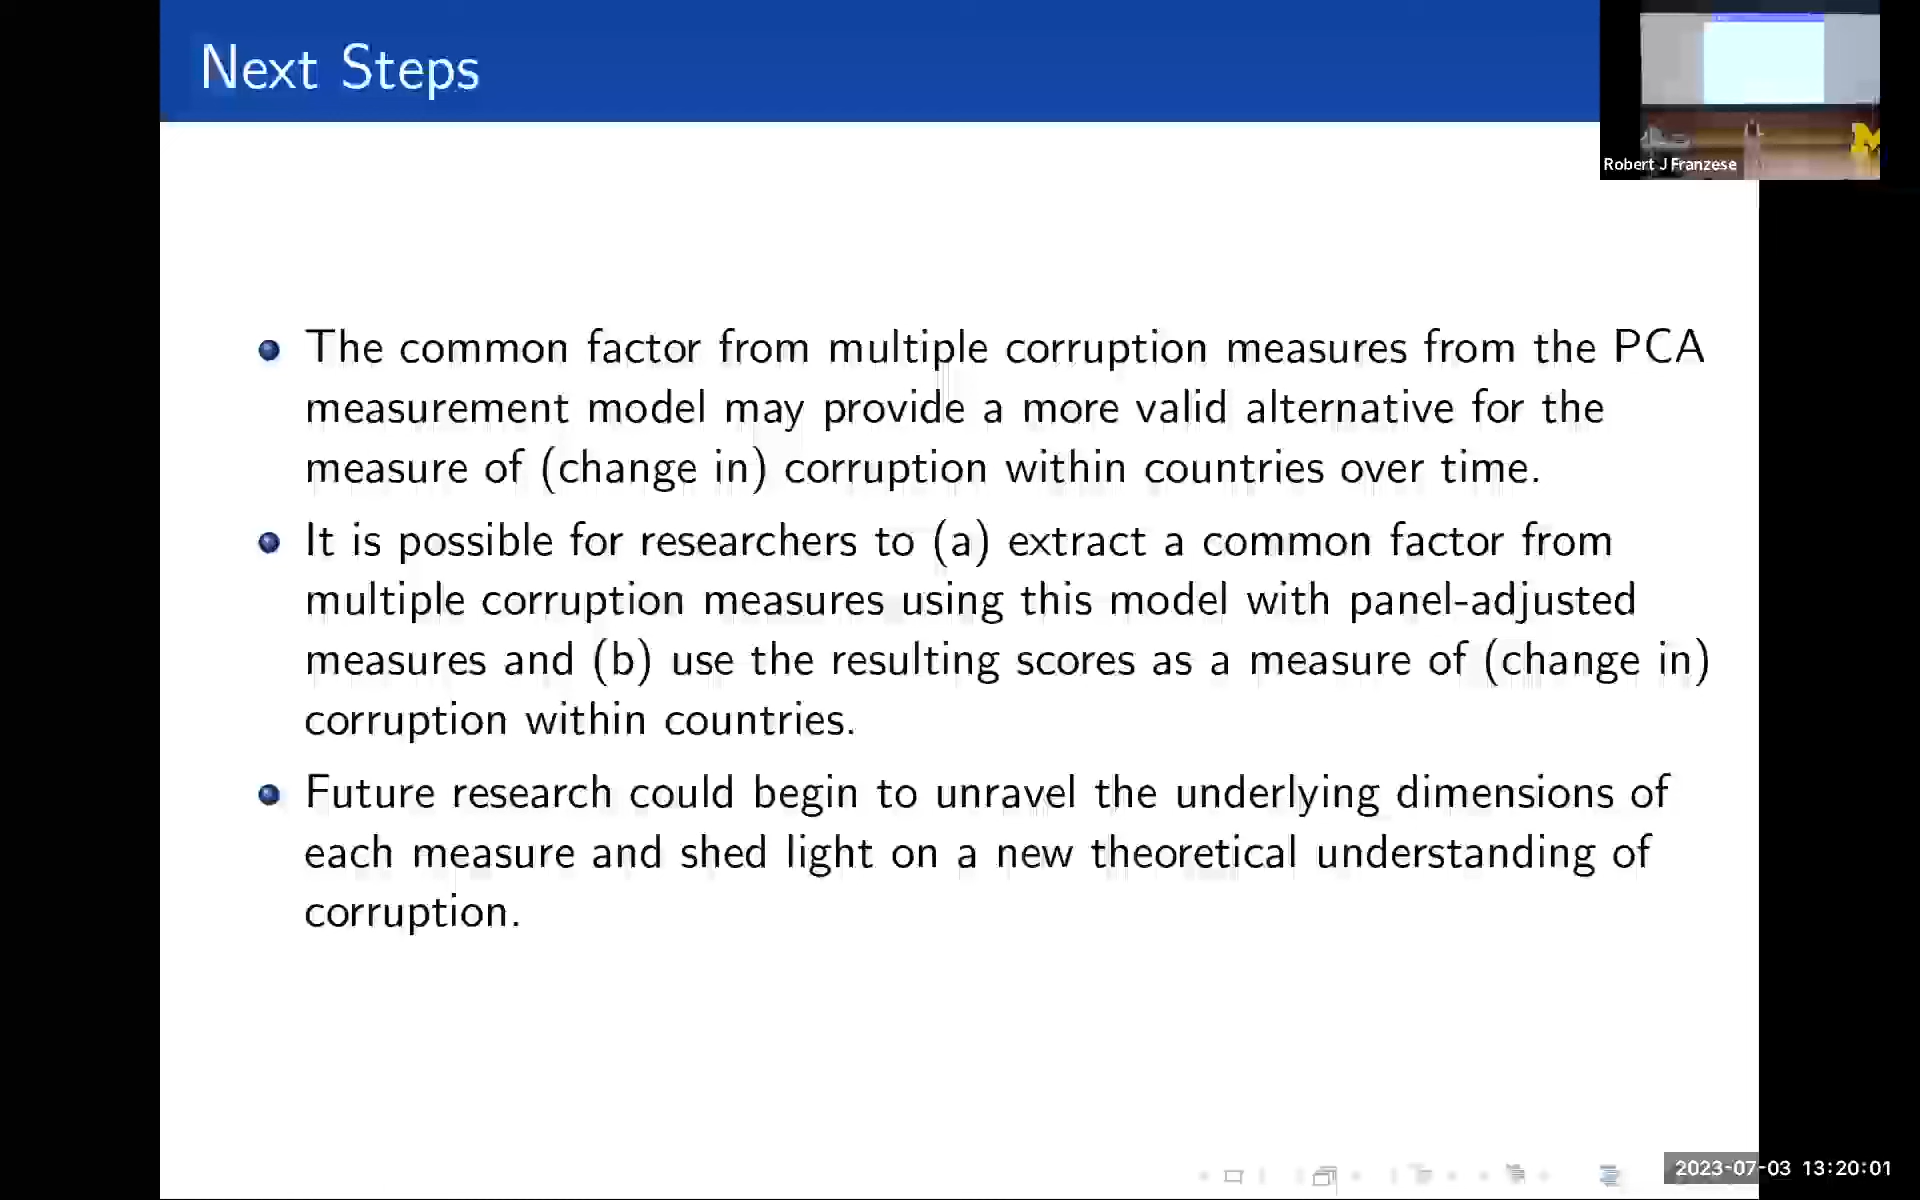 Next Steps
M
Robert J Franzese
The common factor from multiple corruption measures from the PCA
measurement model may provide a more valid alternative for the
measure of (change in) corruption within countries over time.
It is possible for researchers to (a) extract a common factor from
multiple corruption measures using this model with panel-adjusted
measures and (b) use the resulting scores as a measure of (change in)
corruption within countries.
Future research could begin to unravel the underlying dimensions of
each measure and shed light on a new theoretical understanding of
corruption.
2023-07-03 13:20:01